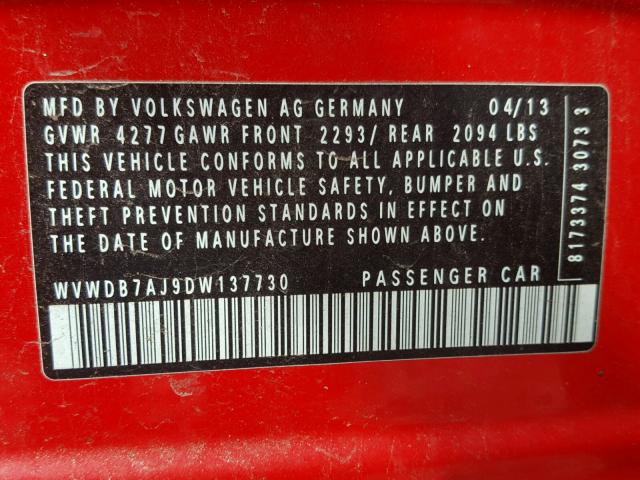 MFD BY VOLKSWAGEN AG GERMANY 04/13
GVWR 4277 GAWR FRONT 2293/ REAR 2094 LBS
THIS VEHICLE CONFORMS TO ALL APPLICABLE U.S.
FEDERAL MOTOR VEHICLE SAFETY, BUMPER AND
THEFT PREVENTION STANDARDS IN EFFECT ON
THE DATE OF MANUFACTURE SHOWN ABOVE.
WVWDB7AJ9DW137730 PASSENGER CAR
8173374 3073 3